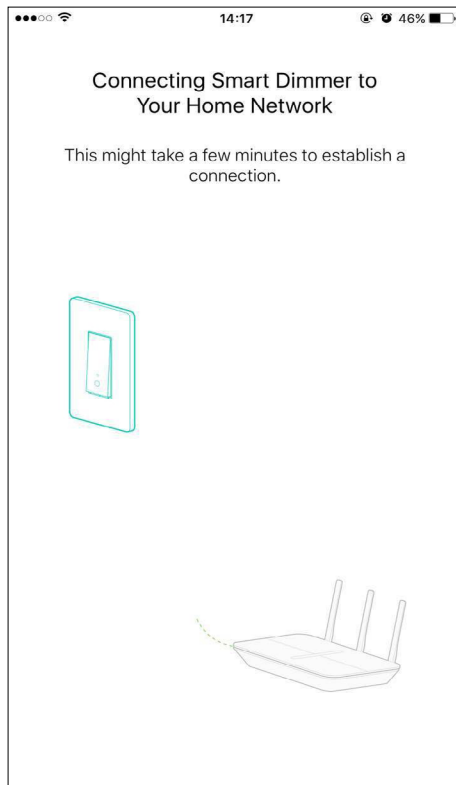 14:17
46%
Connecting Smart Dimmer to
Your Home Network
This might take a few minutes to establish a
connection.